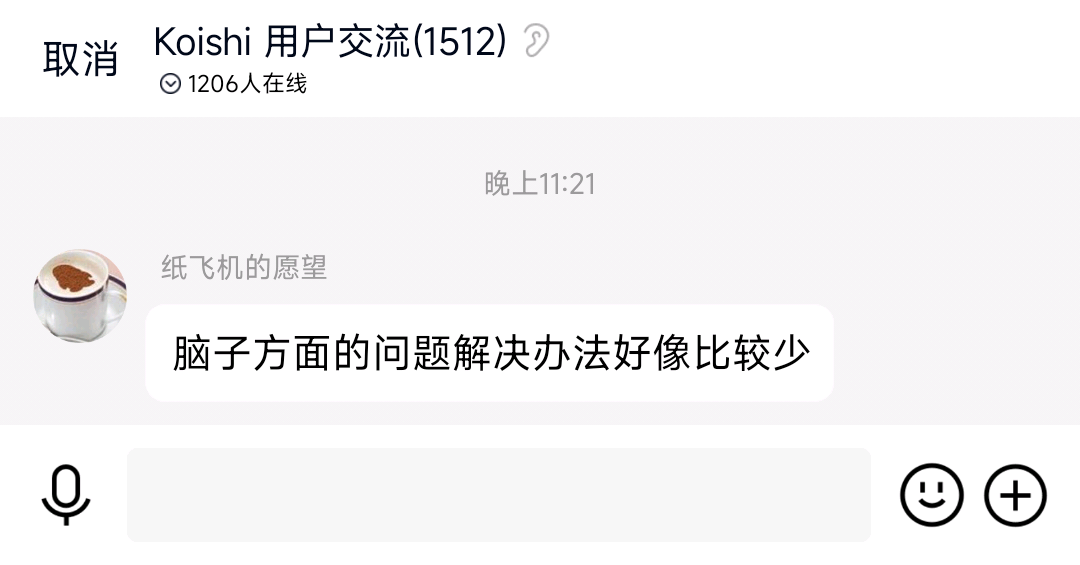 取消
Koishi 用户交流(1512)
1206人在线
晚上11:21
纸飞机的愿望
脑子方面的问题解决办法好像比较少